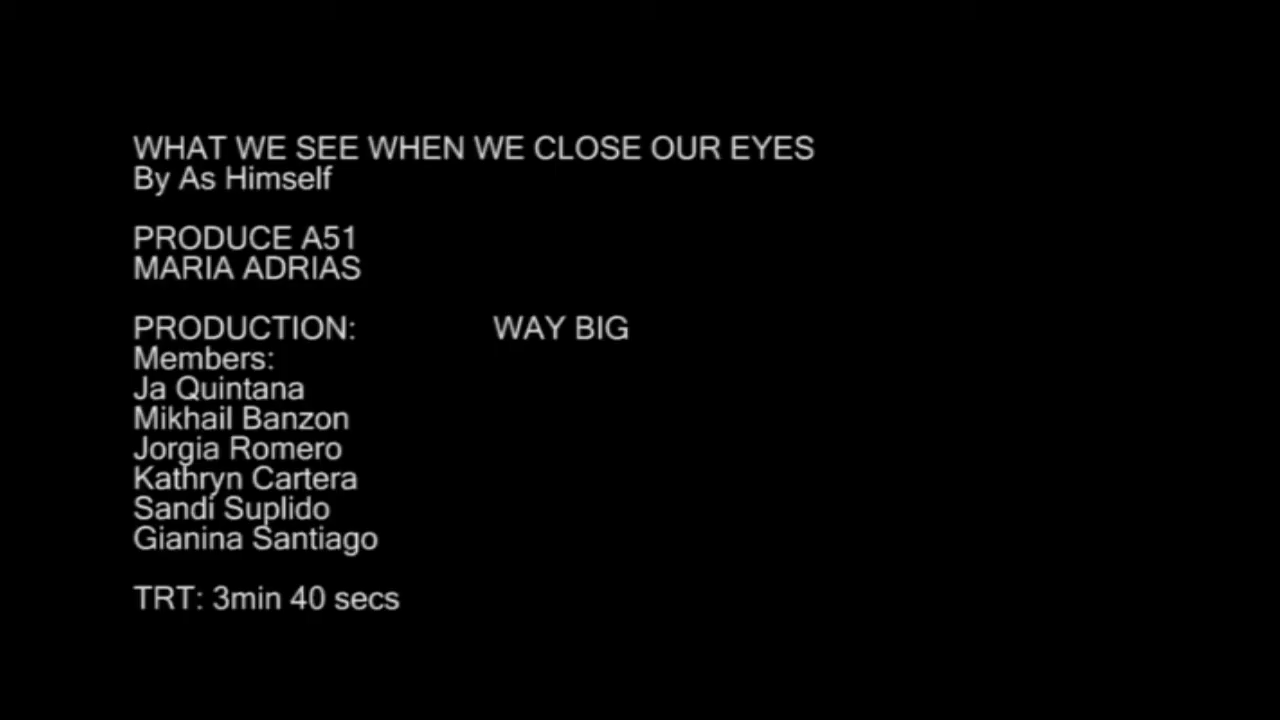 WHAT WE SEE WHEN WE CLOSE OUR EYES
By As Himself
PRODUCE A51
MARIA ADRIAS
PRODUCTION: WAY BIG
Members:
Ja Quintana
Mikhail Banzon
Jorgia Romero
Kathryn Cartera
Sandi Suplido
Gianina Santiago
TRT: 3min 40 secs